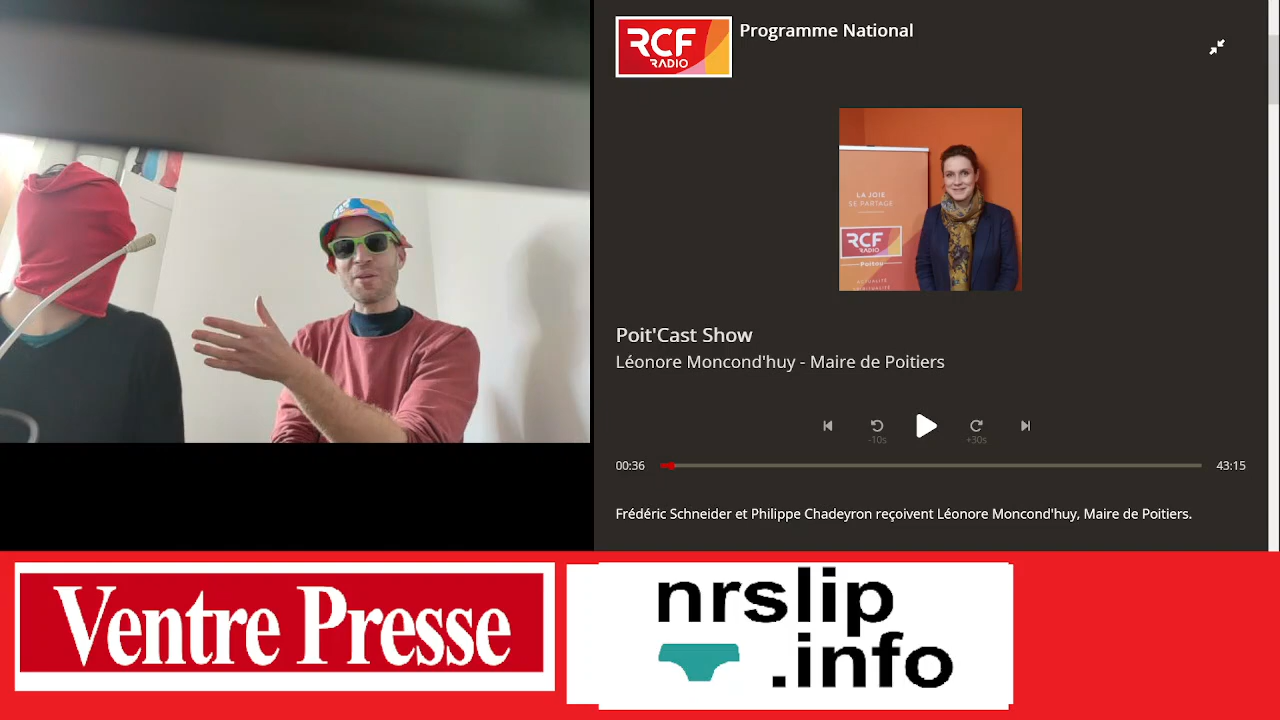 RCF
RADIO
Programme National
LA JOIE
SE PARTAGE
RCF
RADIO
Poitou
ACTUALITÉ
SPIRITUALITÉ
Poit'Cast Show
Léonore Moncond'huy - Maire de Poitiers
-10s
+30s
00:36
43:15
Frédéric Schneider et Philippe Chadeyron reçoivent Léonore Moncond'huy, Maire de Poitiers.
Ventre Presse
nrslip
.info